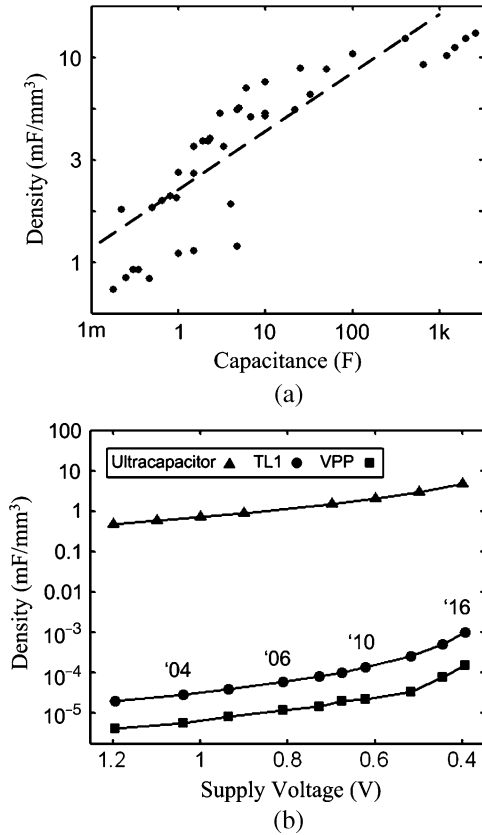 (a)
Density (mF/mm³)
10
3
1
1m
1
10
100
1k
Capacitance (F)
(a)
100
Ultracapacitor
TL1
VPP
10
1
0.1
0.01
10⁻³
10⁻⁴
10⁻⁵
Density (mF/mm³)
‘04
‘06
‘10
‘16
1.2
1
0.8
0.6
0.4
Supply Voltage (V)
(b)